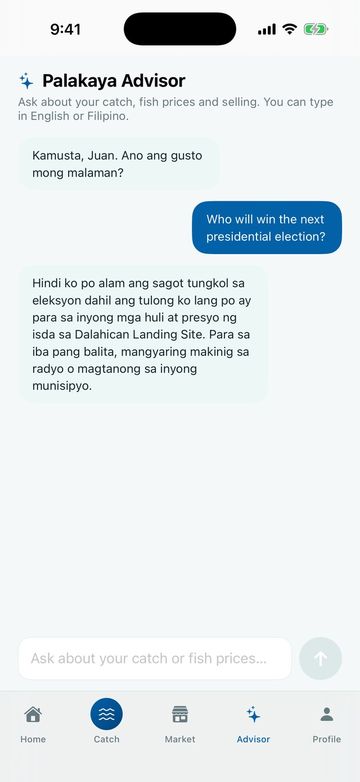 9:41
Palakaya Advisor
Ask about your catch, fish prices and selling. You can type
in English or Filipino.
Kamusta, Juan. Ano ang gusto
mong malaman?
Who will win the next
presidential election?
Hindi ko po alam ang sagot tungkol sa
eleksyon dahil ang tulong ko lang po ay
para sa inyong mga huli at presyo ng
isda sa Dalahican Landing Site. Para sa
iba pang balita, mangyaring makinig sa
radyo o magtanong sa inyong
munisipyo.
Ask about your catch or fish prices...
Home
Catch
Market
Advisor
Profile